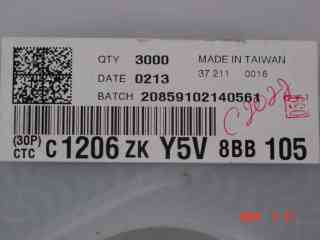 QTY 3000 MADE IN TAIWAN
DATE 0213 37 211 0016
BATCH 20859102140561
(30P)
CTC C 1206 ZK Y5V 8BB 105